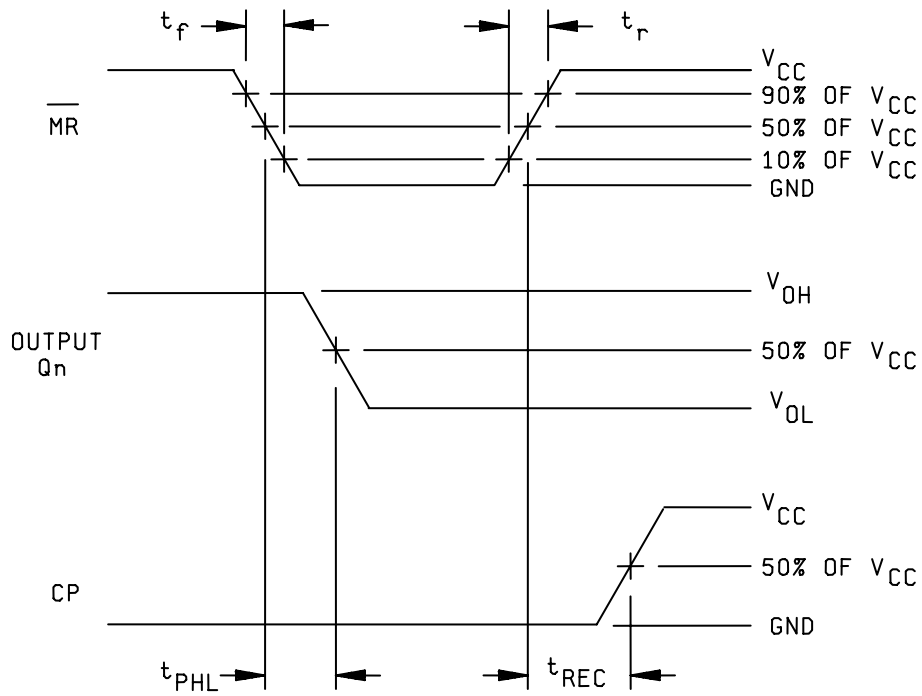 t_f t_r
V_CC
90% OF V_CC
M̅R̅
50% OF V_CC
10% OF V_CC
GND
V_OH
OUTPUT
Qn
50% OF V_CC
V_OL
V_CC
50% OF V_CC
CP
GND
t_PHL t_REC